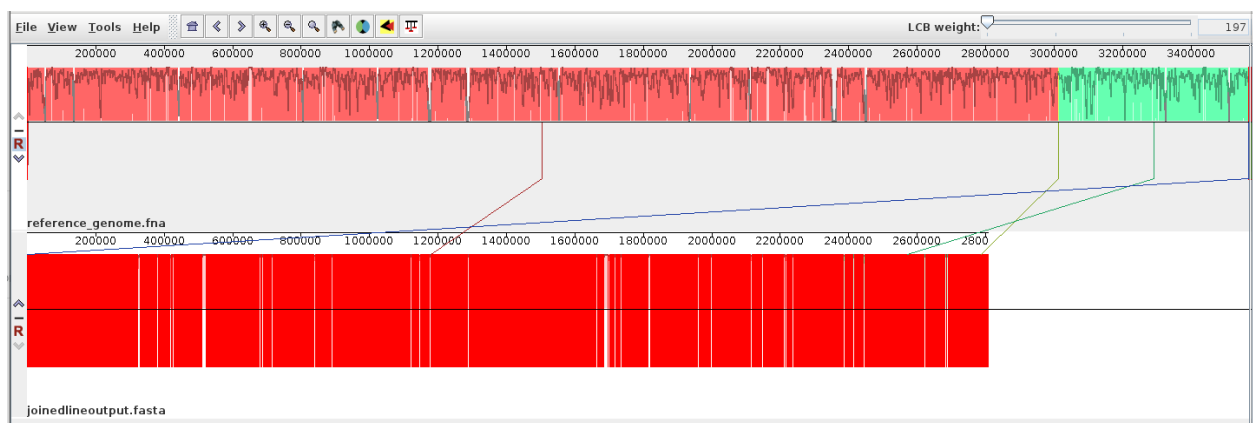 File View Tools Help LCB weight: 197
200000 400000 600000 800000 1000000 1200000 1400000 1600000 1800000 2000000 2200000 2400000 2600000 2800000 3000000 3200000 3400000
R
reference_genome.fna
200000 400000 600000 800000 1000000 1200000 1400000 1600000 1800000 2000000 2200000 2400000 2600000 2800
R
joinedlineoutput.fasta